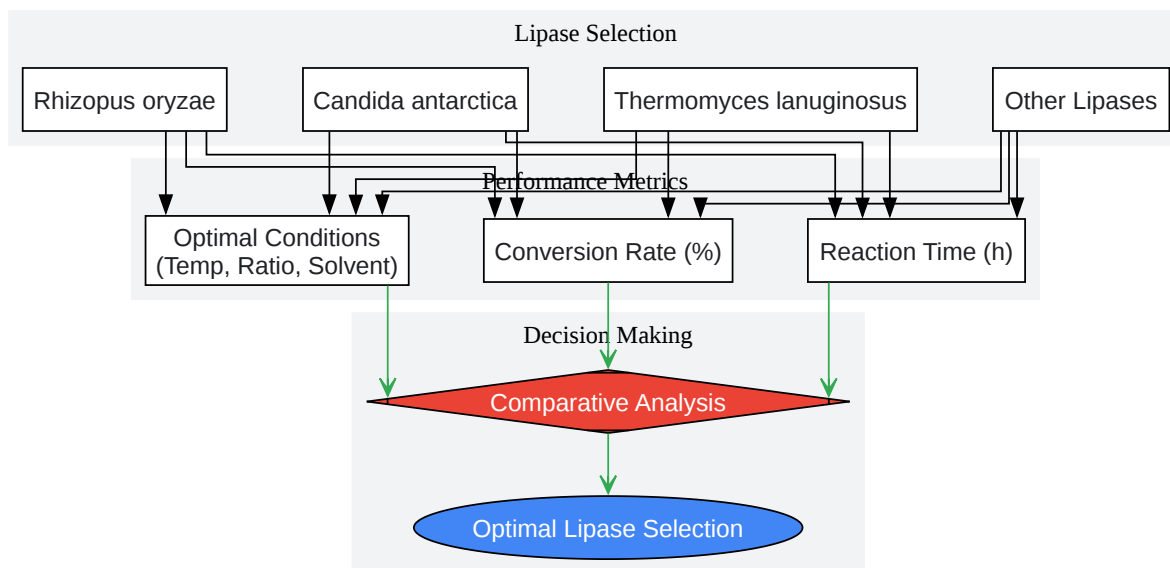 Lipase Selection
Rhizopus oryzae
Candida antarctica
Thermomyces lanuginosus
Other Lipases
Performance Metrics
Optimal Conditions
(Temp, Ratio, Solvent)
Conversion Rate (%)
Reaction Time (h)
Decision Making
Comparative Analysis
Optimal Lipase Selection